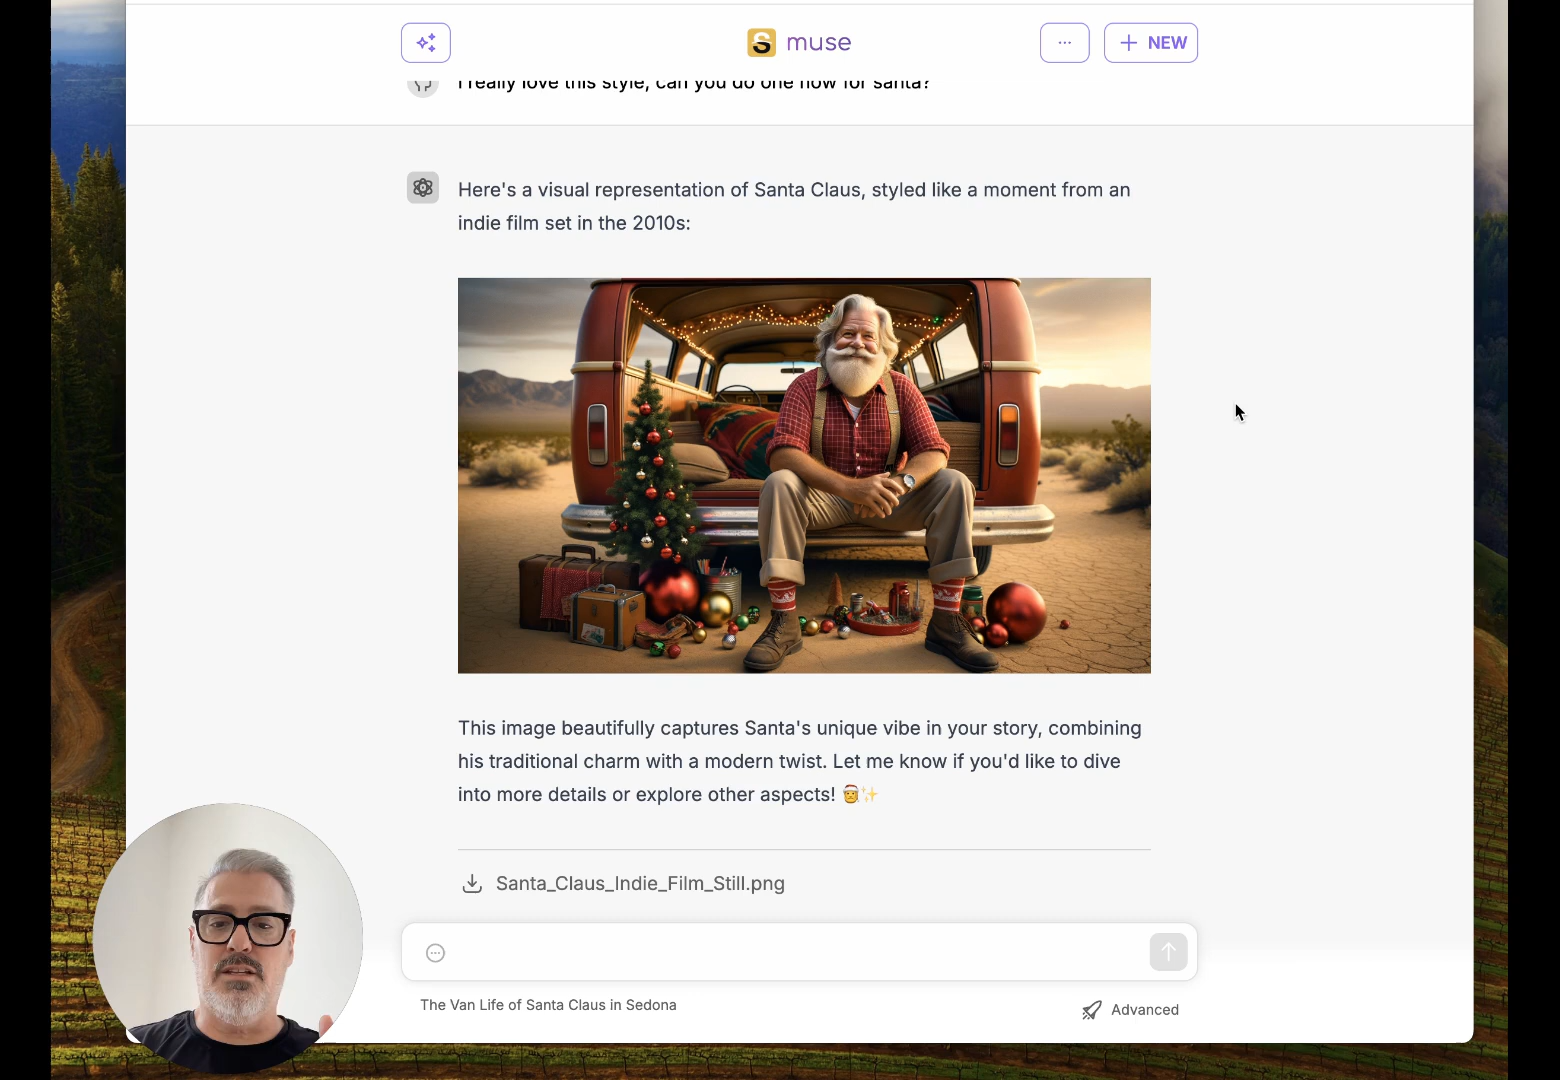 muse
...
+ NEW
I really love this style, can you do one now for santa?
Here's a visual representation of Santa Claus, styled like a moment from an
indie film set in the 2010s:
This image beautifully captures Santa's unique vibe in your story, combining
his traditional charm with a modern twist. Let me know if you'd like to dive
into more details or explore other aspects! 🎅✨
Santa_Claus_Indie_Film_Still.png
The Van Life of Santa Claus in Sedona
Advanced